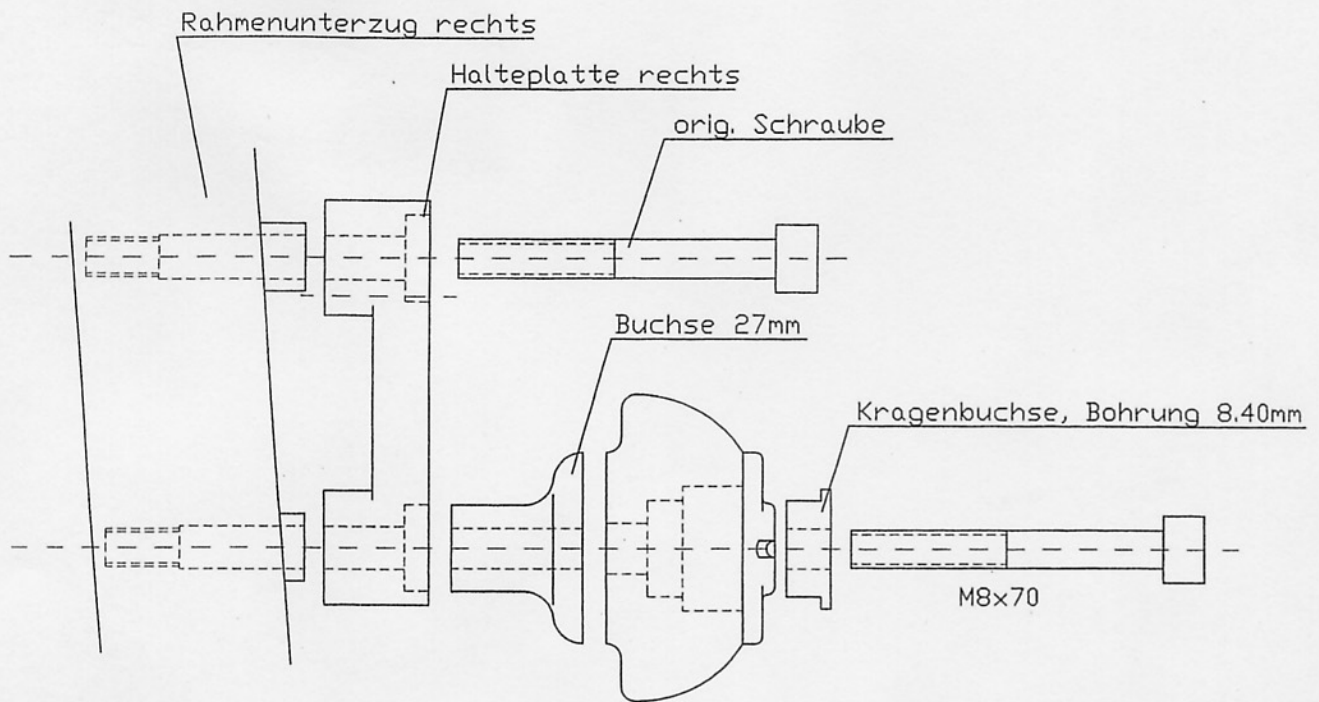 Rahmenunterzug rechts
Halteplatte rechts
orig. Schraube
Buchse 27mm
Kragenbuchse, Bohrung 8.40mm
M8x70